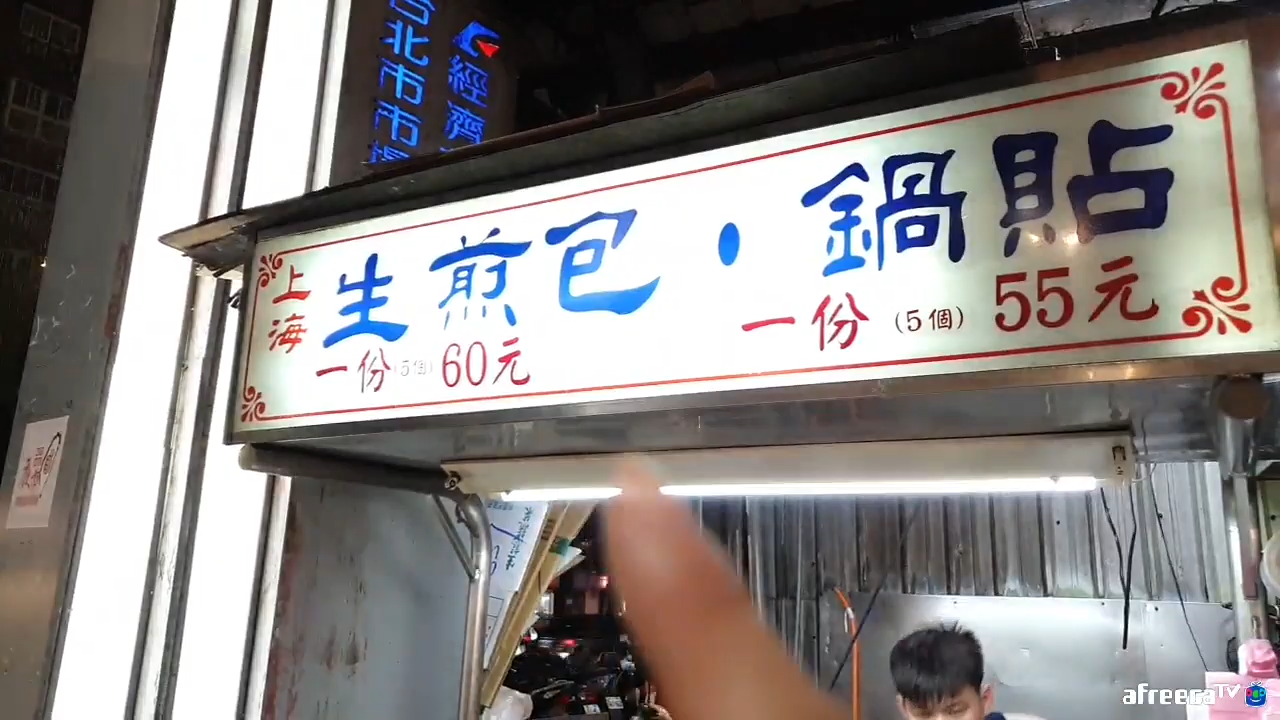 台北市市場
經濟
上海
生煎包・鍋貼
一份(5個)60元
一份(5個)55元
afreecaTV